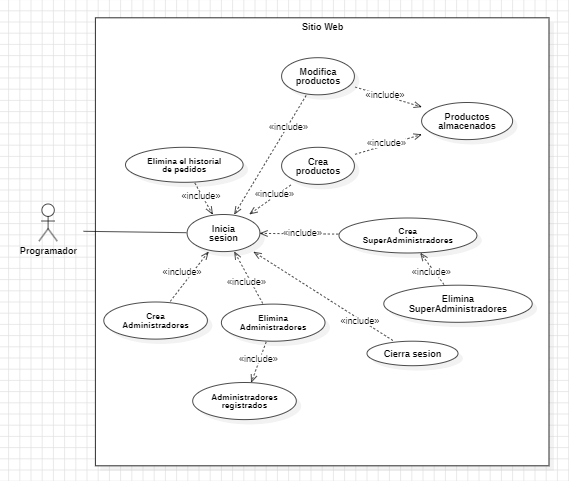 Sitio Web
Modifica
productos
«include»
Productos
almacenados
«include»
«include»
Crea
productos
Elimina el historial
de pedidos
«include»
«include»
Programador
Inicia
sesion
«include»
Crea
SuperAdministradores
«include»
«include»
«include»
Elimina
SuperAdministradores
Crea
Administradores
Elimina
Administradores
«include»
Cierra sesion
«include»
Administradores
registrados